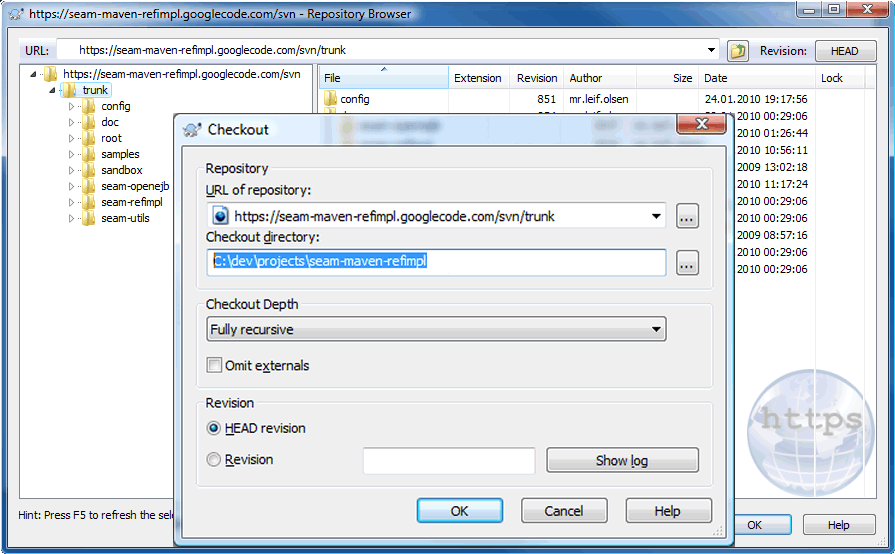 https://seam-maven-refimpl.googlecode.com/svn - Repository Browser
URL: https://seam-maven-refimpl.googlecode.com/svn/trunk Revision: HEAD
https://seam-maven-refimpl.googlecode.com/svn
trunk
config
doc
root
samples
sandbox
seam-openejb
seam-refimpl
seam-utils
File Extension Revision Author Size Date Lock
config 851 mr.leif.olsen 24.01.2010 19:17:56
2010 00:29:06
2010 01:26:44
2010 10:56:11
2009 13:02:18
2010 11:17:24
2010 00:29:06
2010 00:29:06
2009 08:57:16
2010 00:29:06
2010 00:29:06
Checkout
Repository
URL of repository:
https://seam-maven-refimpl.googlecode.com/svn/trunk ...
Checkout directory:
C:\dev\projects\seam-maven-refimpl ...
Checkout Depth
Fully recursive
Omit externals
Revision
HEAD revision
Revision Show log
OK Cancel Help
https
Hint: Press F5 to refresh the OK Help